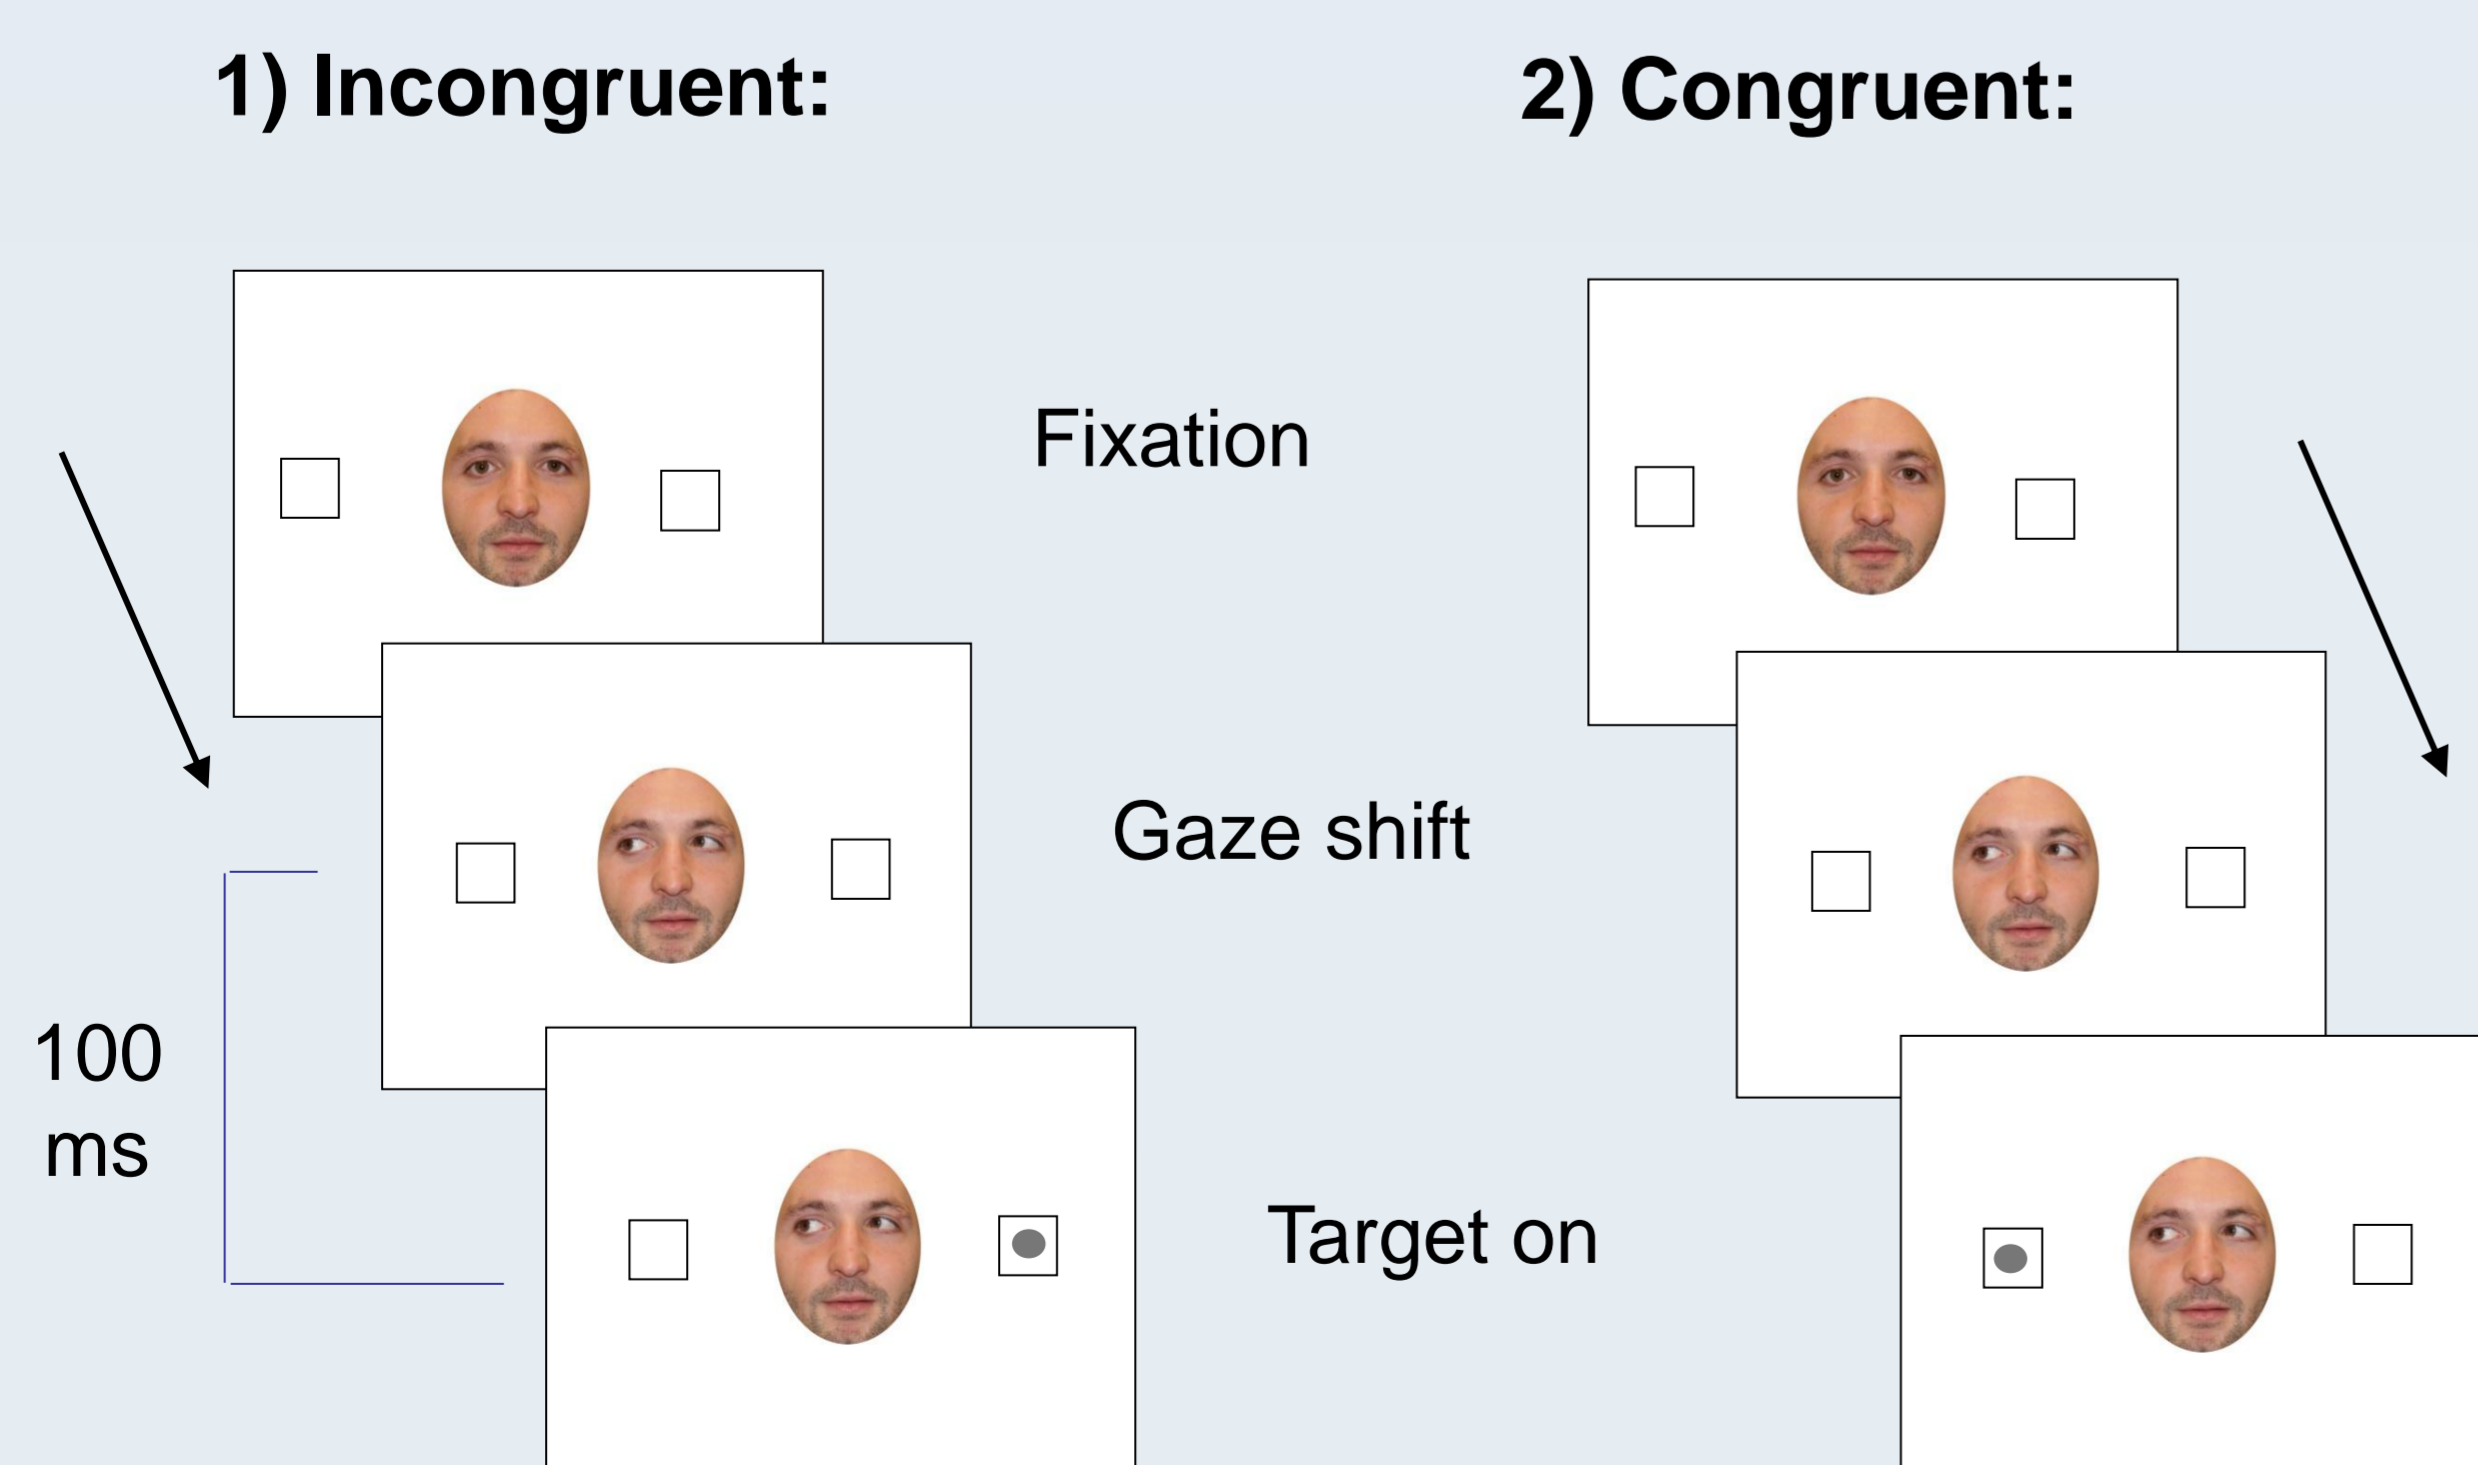 1) Incongruent:
2) Congruent:
Fixation
Gaze shift
100
ms
Target on